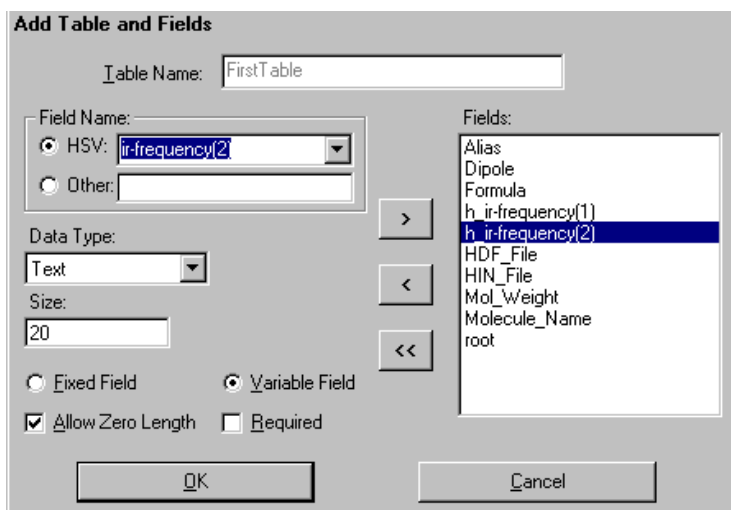 Add Table and Fields
Table Name: FirstTable
Field Name:
HSV: ir-frequency(2)
Other:
Data Type:
Text
Size:
20
Fixed Field
Variable Field
Allow Zero Length
Required
>
<
<<
Fields:
Alias
Dipole
Formula
h_ir-frequency(1)
h_ir-frequency(2)
HDF_File
HIN_File
Mol_Weight
Molecule_Name
root
OK
Cancel